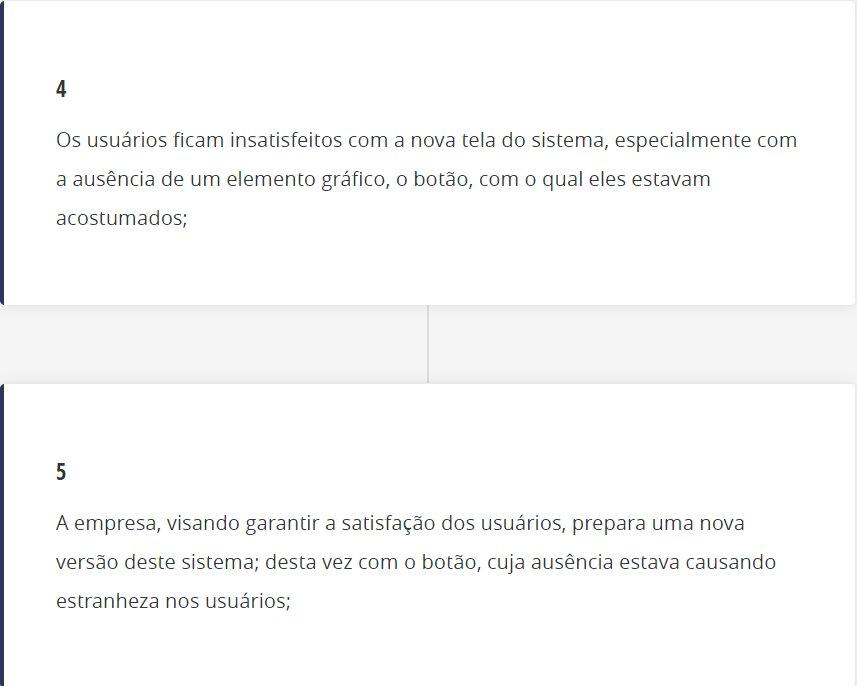 4
Os usuários ficam insatisfeitos com a nova tela do sistema, especialmente com
a ausência de um elemento gráfico, o botão, com o qual eles estavam
acostumados;
5
A empresa, visando garantir a satisfação dos usuários, prepara uma nova
versão deste sistema; desta vez com o botão, cuja ausência estava causando
estranheza nos usuários;